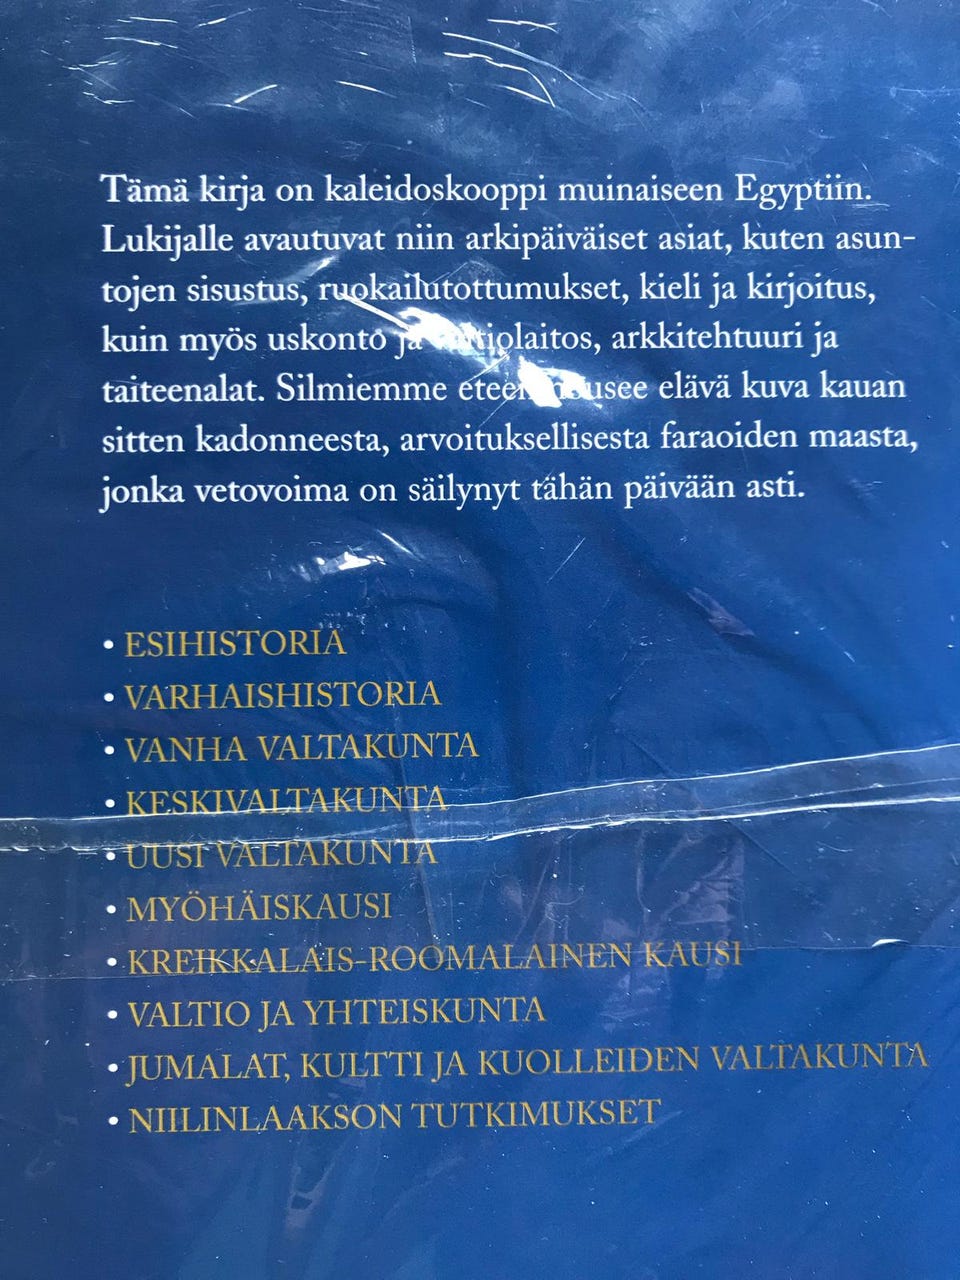 Tämä kirja on kaleidoskooppi muinaiseen Egyptiin.
Lukijalle avautuvat niin arkipäiväiset asiat, kuten asun-
tojen sisustus, ruokailutottumukset, kieli ja kirjoitus,
kuin myös uskonto ja valtiolaitos, arkkitehtuuri ja
taiteenalat. Silmiemme eteen nousee elävä kuva kauan
sitten kadonneesta, arvoituksellisesta faraoiden maasta,
jonka vetovoima on säilynyt tähän päivään asti.
• ESIHISTORIA
• VARHAISHISTORIA
• VANHA VALTAKUNTA
• KESKIVALTAKUNTA
• UUSI VALTAKUNTA
• MYÖHÄISKAUSI
• KREIKKALAIS-ROOMALAINEN KAUSI
• VALTIO JA YHTEISKUNTA
• JUMALAT, KULTTI JA KUOLLEIDEN VALTAKUNTA
• NIILINLAAKSON TUTKIMUKSET